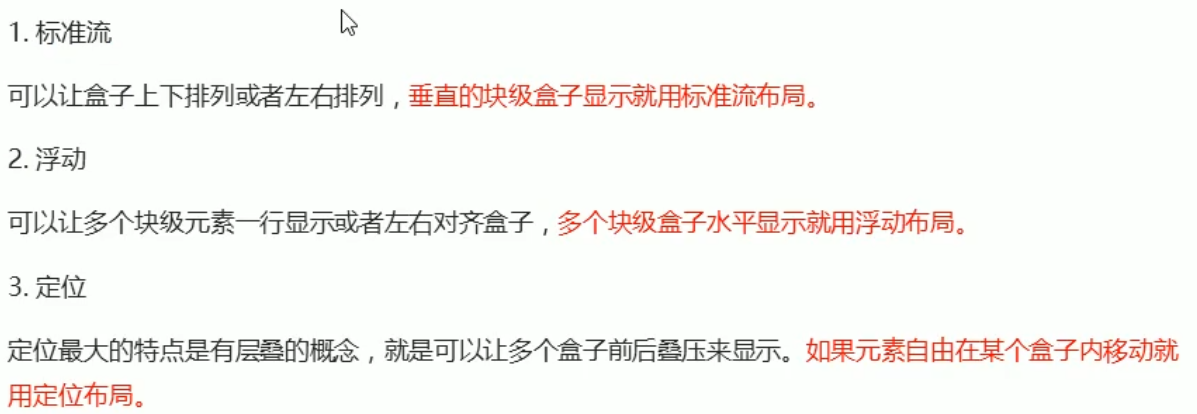 1. 标准流
可以让盒子上下排列或者左右排列，垂直的块级盒子显示就用标准流布局。
2. 浮动
可以让多个块级元素一行显示或者左右对齐盒子，多个块级盒子水平显示就用浮动布局。
3. 定位
定位最大的特点是有层叠的概念，就是可以让多个盒子前后叠压来显示。如果元素自由在某个盒子内移动就
用定位布局。